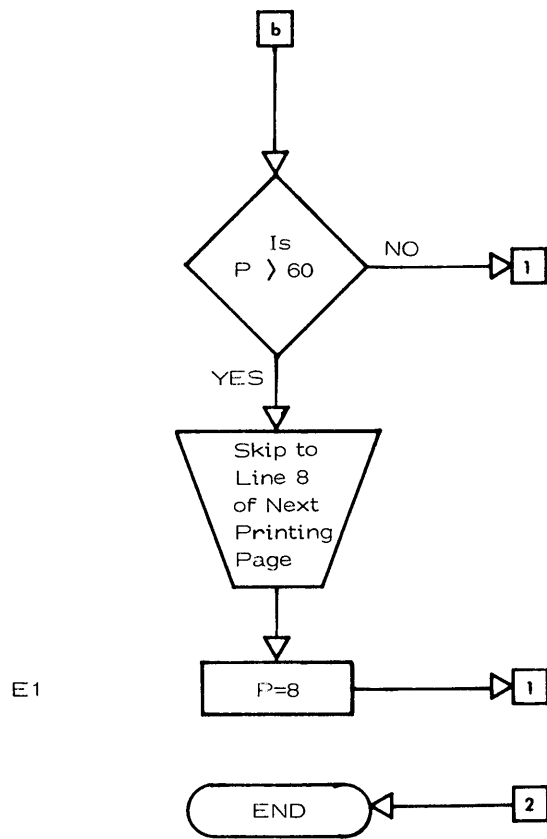 b
Is
P > 60
NO
1
YES
Skip to
Line 8
of Next
Printing
Page
E1
P=8
1
END
2